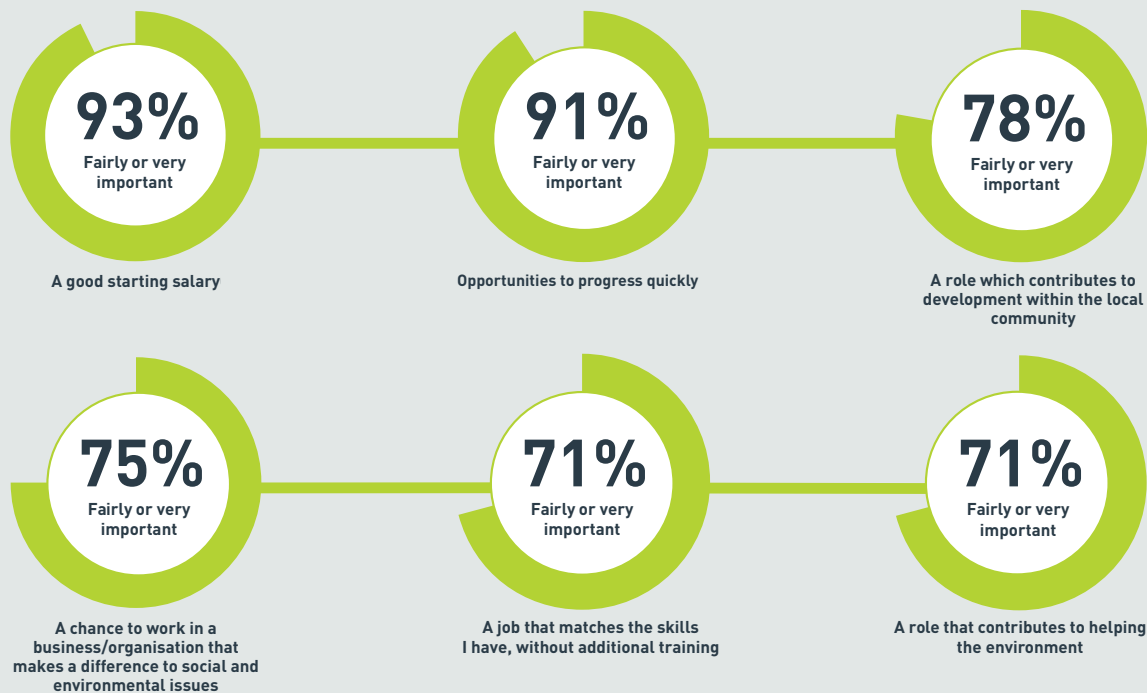 93%
Fairly or very
important
A good starting salary
91%
Fairly or very
important
Opportunities to progress quickly
78%
Fairly or very
important
A role which contributes to
development within the local
community
75%
Fairly or very
important
A chance to work in a
business/organisation that
makes a difference to social and
environmental issues
71%
Fairly or very
important
A job that matches the skills
I have, without additional training
71%
Fairly or very
important
A role that contributes to helping
the environment